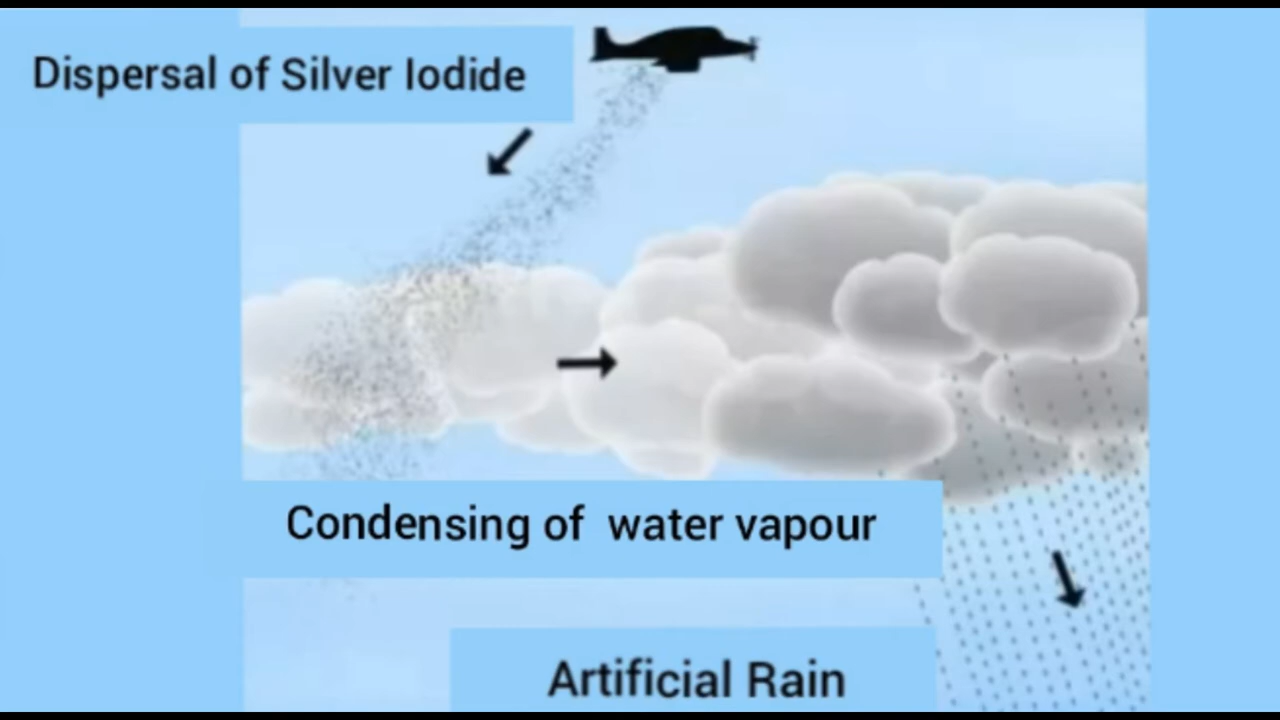 Dispersal of Silver Iodide
Condensing of water vapour
Artificial Rain